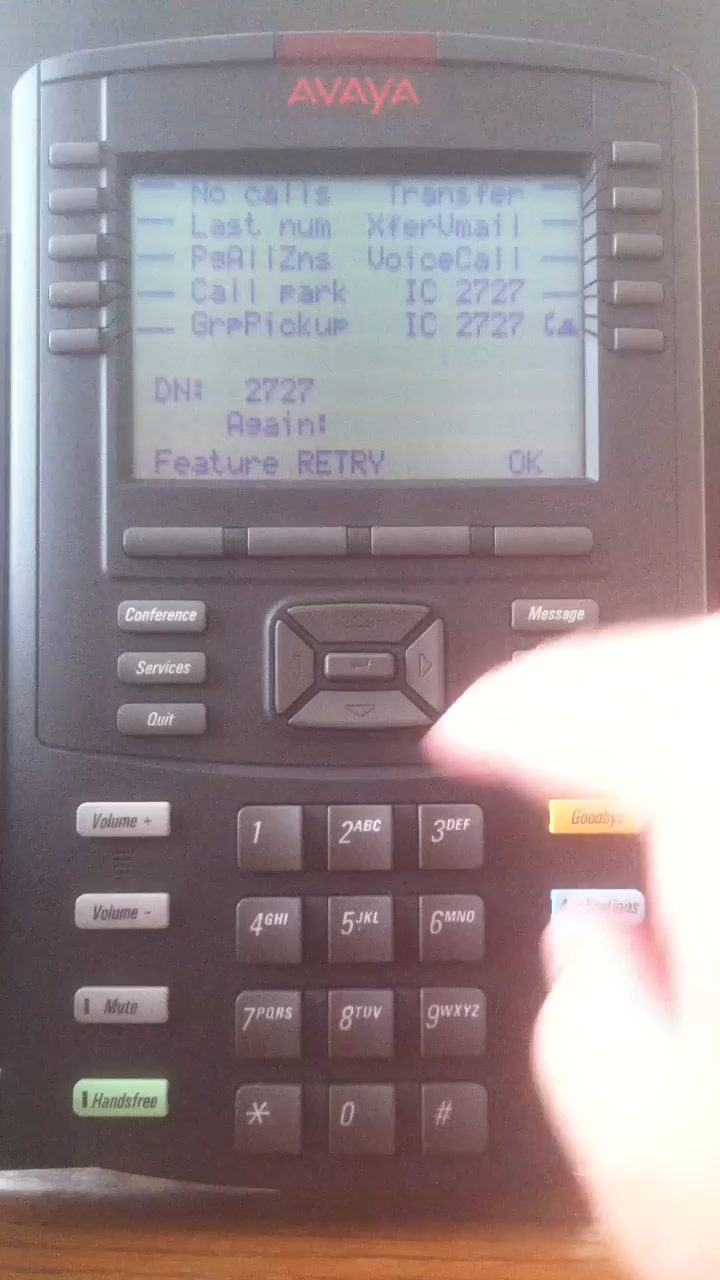 AVAYA
No calls Transfer
Last num XferVmail
PgAllZns VoiceCall
Call park IC 2727
GrpPickup IC 2727
DN: 2727
Again:
Feature RETRY OK
Conference Message
Services
Quit
Volume + 1 2ABC 3DEF Goodbye
Volume - 4GHI 5JKL 6MNO Applications
Mute 7PQRS 8TUV 9WXYZ
Handsfree * 0 #